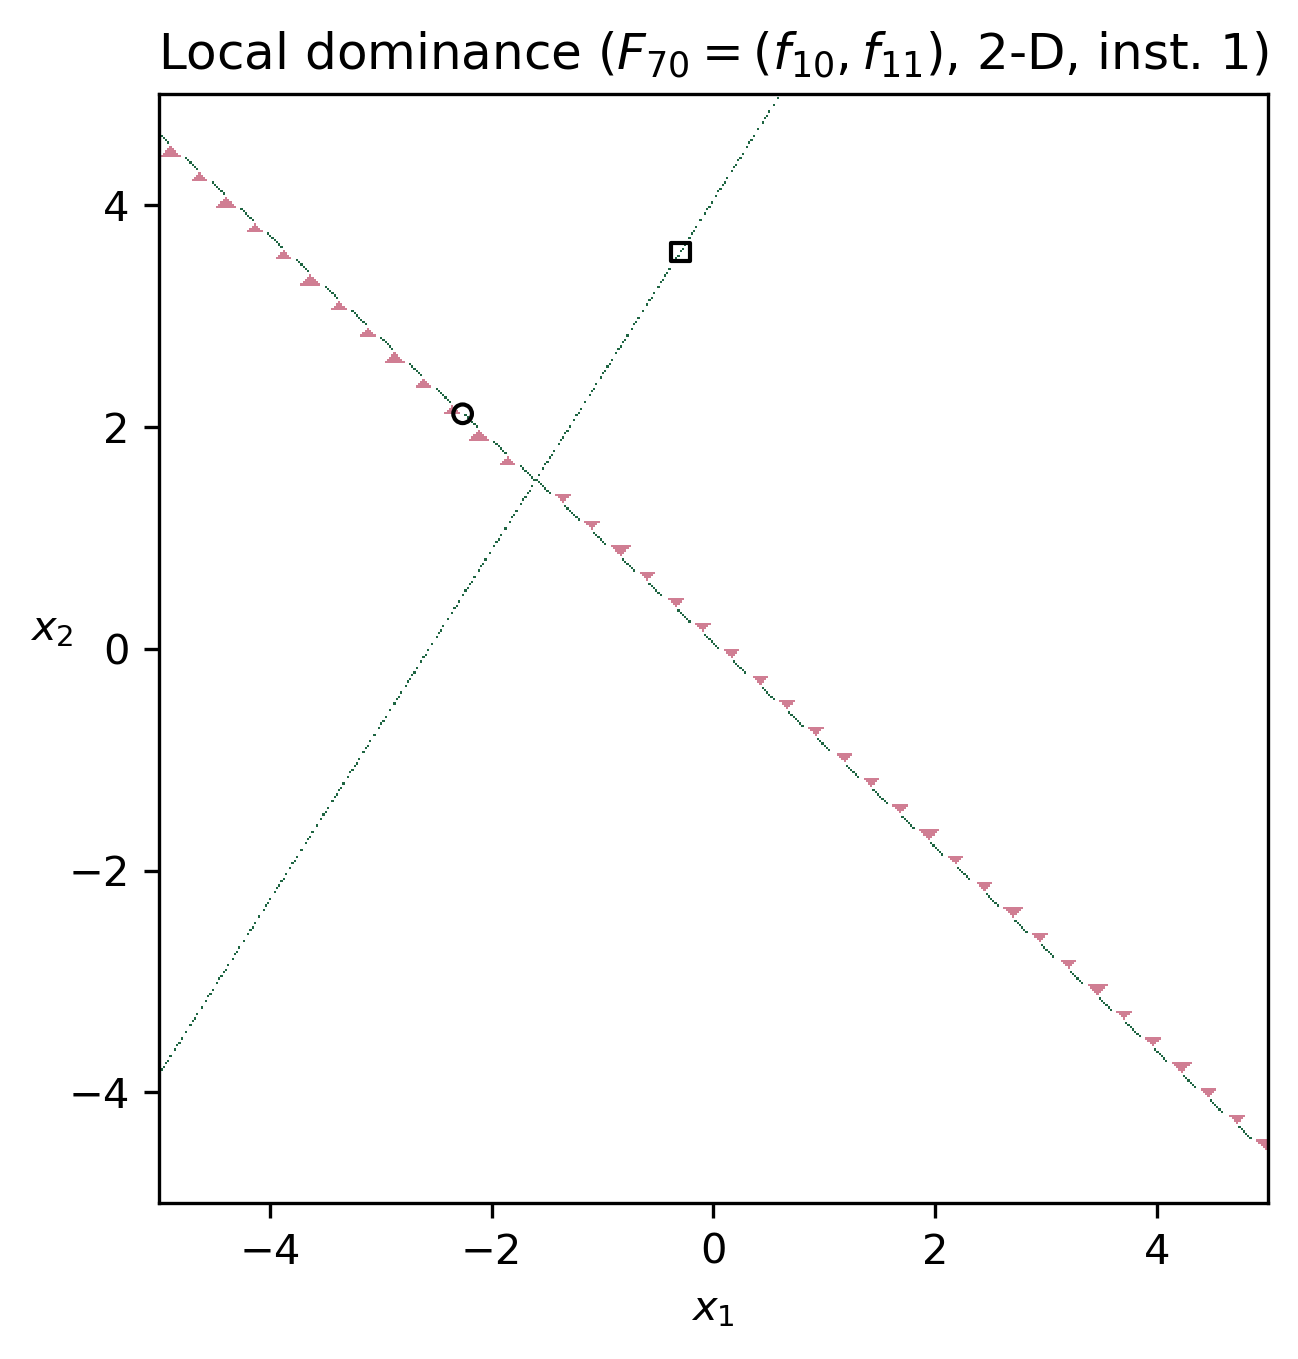 Local dominance (F₇₀ = (f₁₀, f₁₁), 2-D, inst. 1)
4
2
x₂
0
−2
−4
−4 −2 0 2 4
x₁